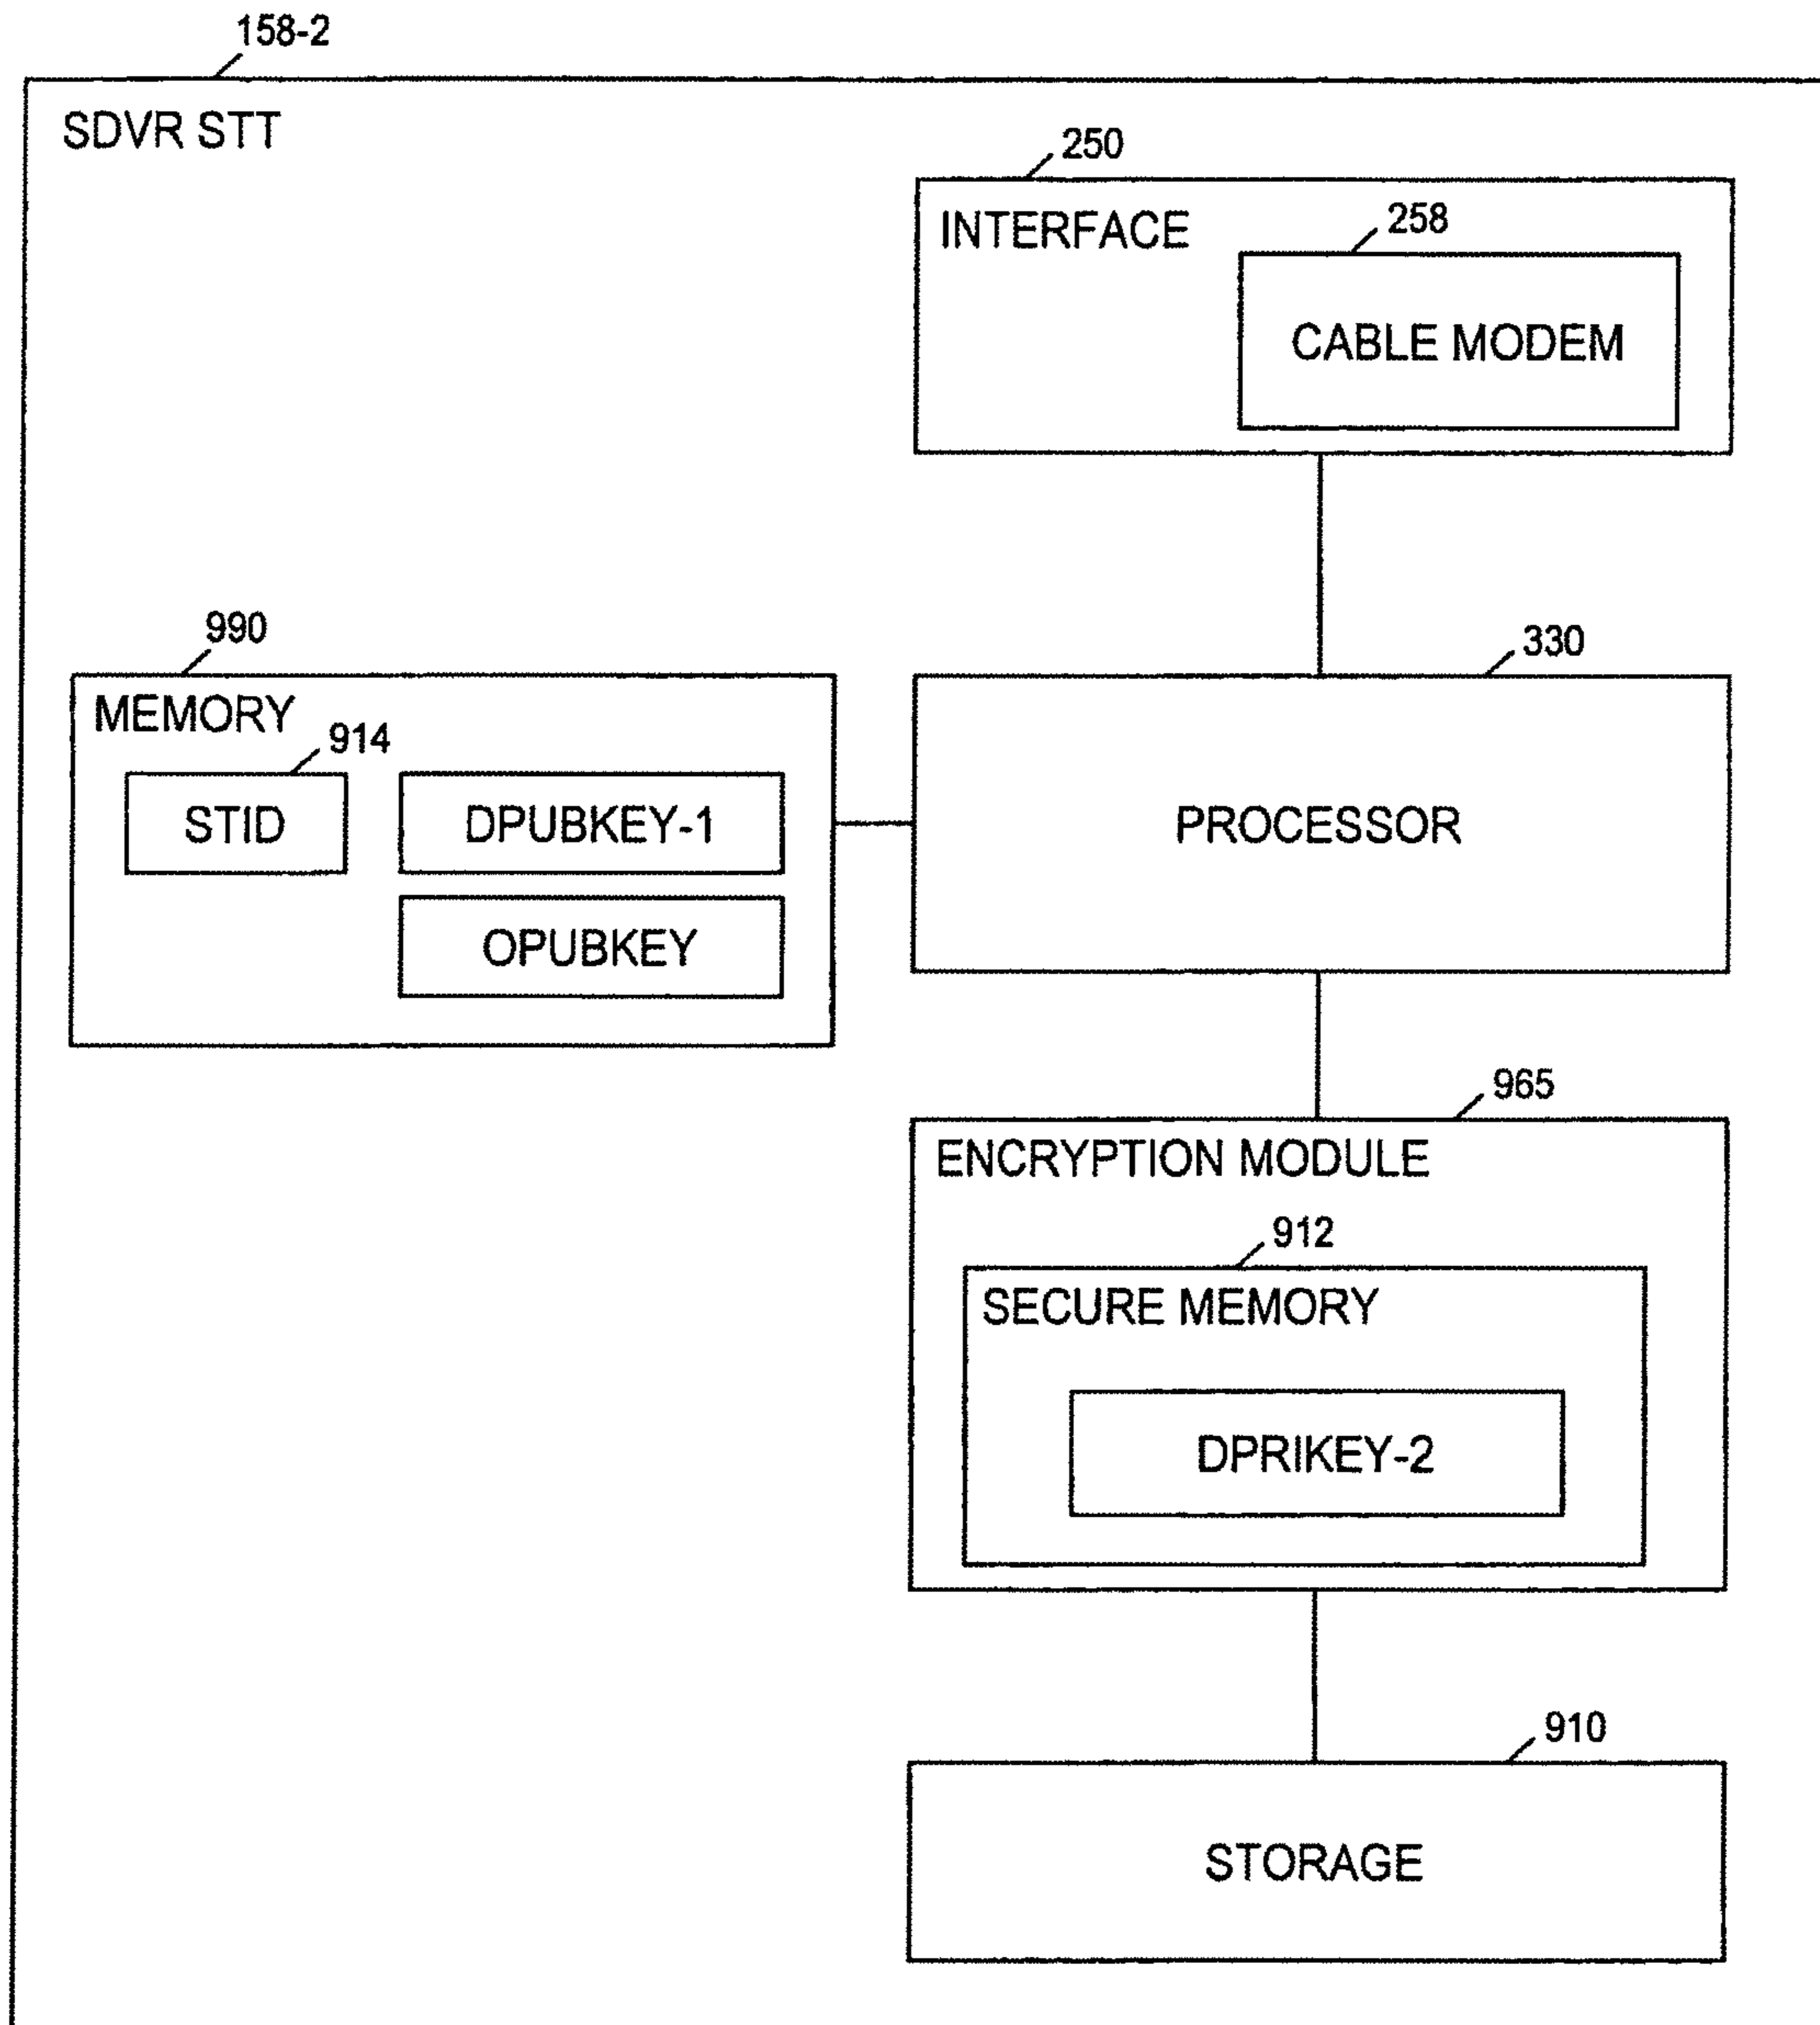 158-2
SDVR STT
250
INTERFACE
258
CABLE MODEM
990
330
MEMORY
914
STID
DPUBKEY-1
PROCESSOR
OPUBKEY
965
ENCRYPTION MODULE
912
SECURE MEMORY
DPRIKEY-2
910
STORAGE